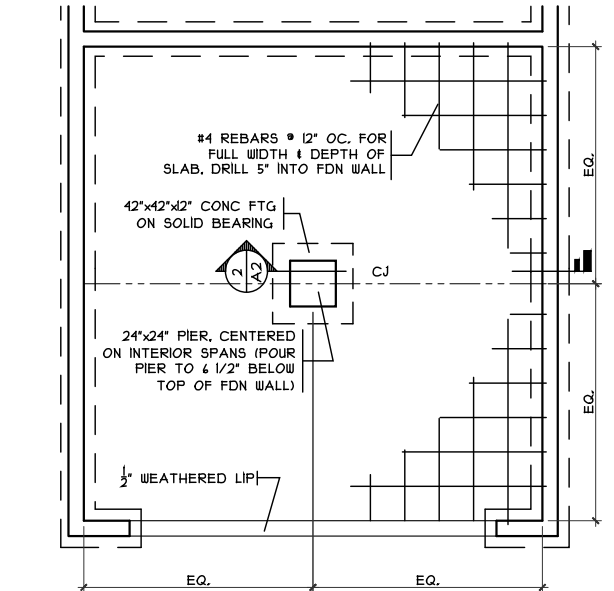 #4 REBARS @ 12" OC. FOR
FULL WIDTH & DEPTH OF
SLAB. DRILL 5" INTO FDN WALL
EQ.
42"x42"x12" CONC FTG
ON SOLID BEARING
2
A2
CJ
24"x24" PIER, CENTERED
ON INTERIOR SPANS (POUR
PIER TO 6 1/2" BELOW
TOP OF FDN WALL)
EQ.
1/2" WEATHERED LIP
EQ.
EQ.